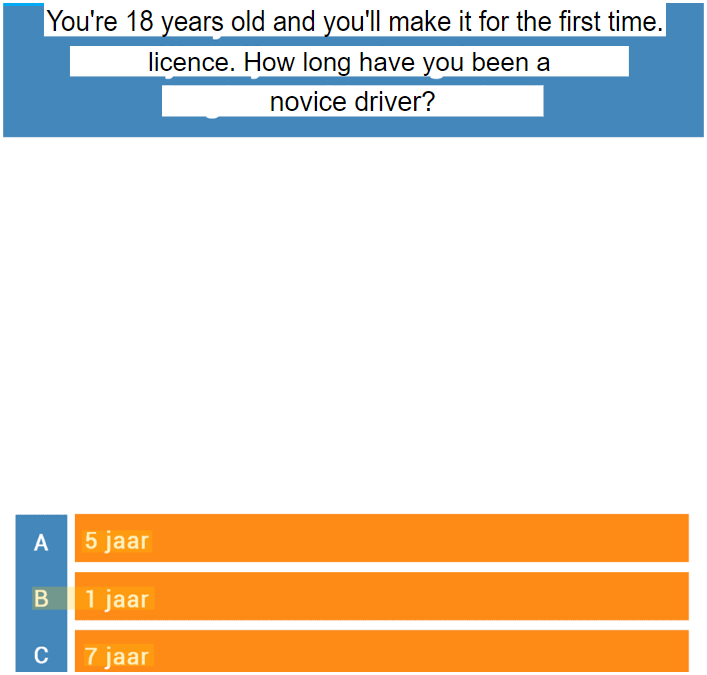 You're 18 years old and you'll make it for the first time.
licence. How long have you been a
novice driver?
A 5 jaar
B 1 jaar
C 7 jaar